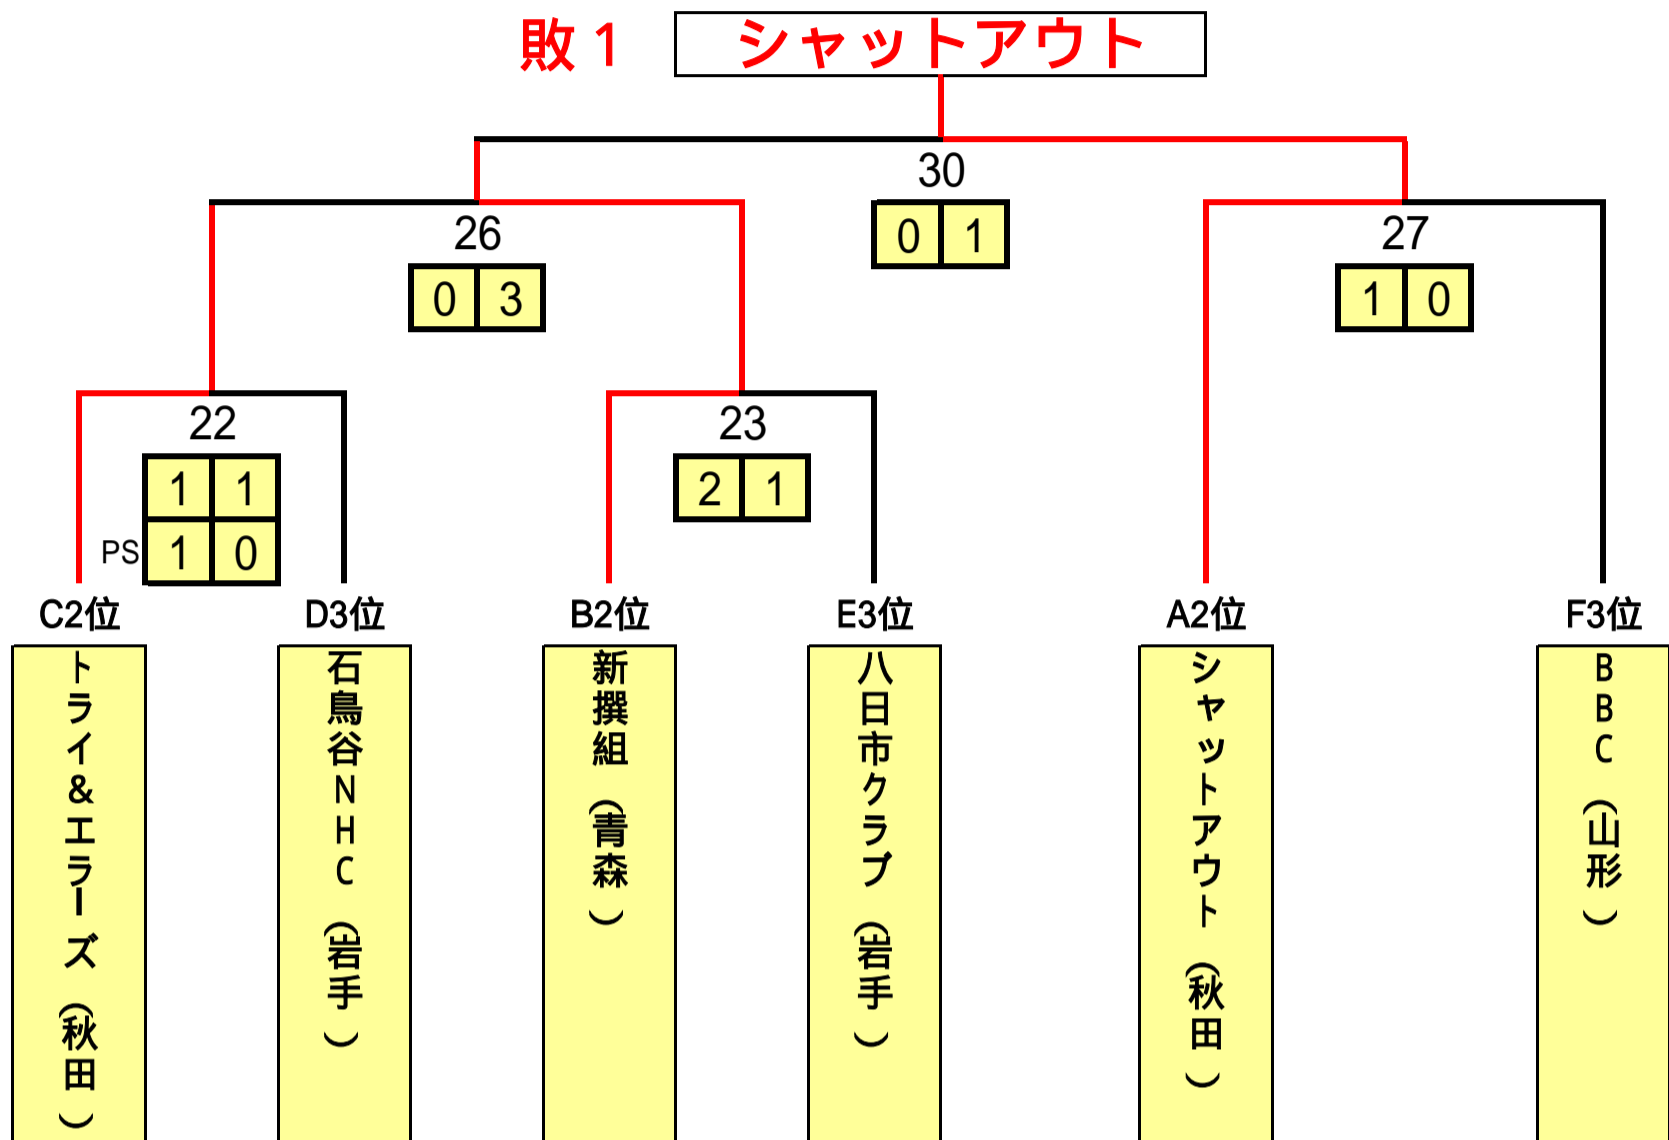 敗1 シャットアウト
30
0 1
26
0 3
27
1 0
22
1 1
PS 1 0
23
2 1
C2位
D3位
B2位
E3位
A2位
F3位
トライ&エラーズ(秋田)
石鳥谷NHC(岩手)
新撰組(青森)
八日市クラブ(岩手)
シャットアウト(秋田)
BBC(山形)